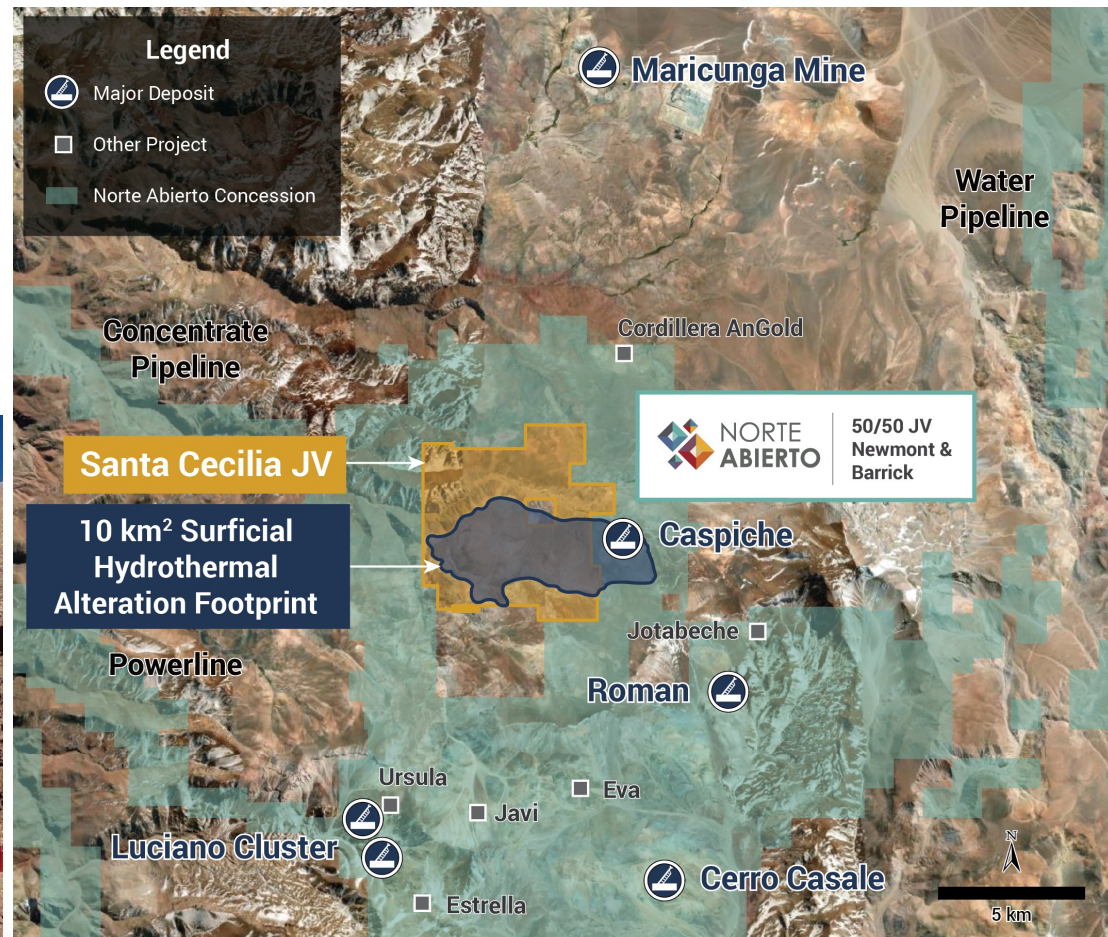 Legend
Major Deposit
Other Project
Norte Abierto Concession
Maricunga Mine
Water
Pipeline
Concentrate
Pipeline
Cordillera AnGold
NORTE
ABIERTO
50/50 JV
Newmont &
Barrick
Santa Cecilia JV
10 km² Surficial
Hydrothermal
Alteration Footprint
Caspiche
Jotabeche
Powerline
Roman
Ursula
Eva
Javi
Luciano Cluster
Cerro Casale
Estrella
N
5 km